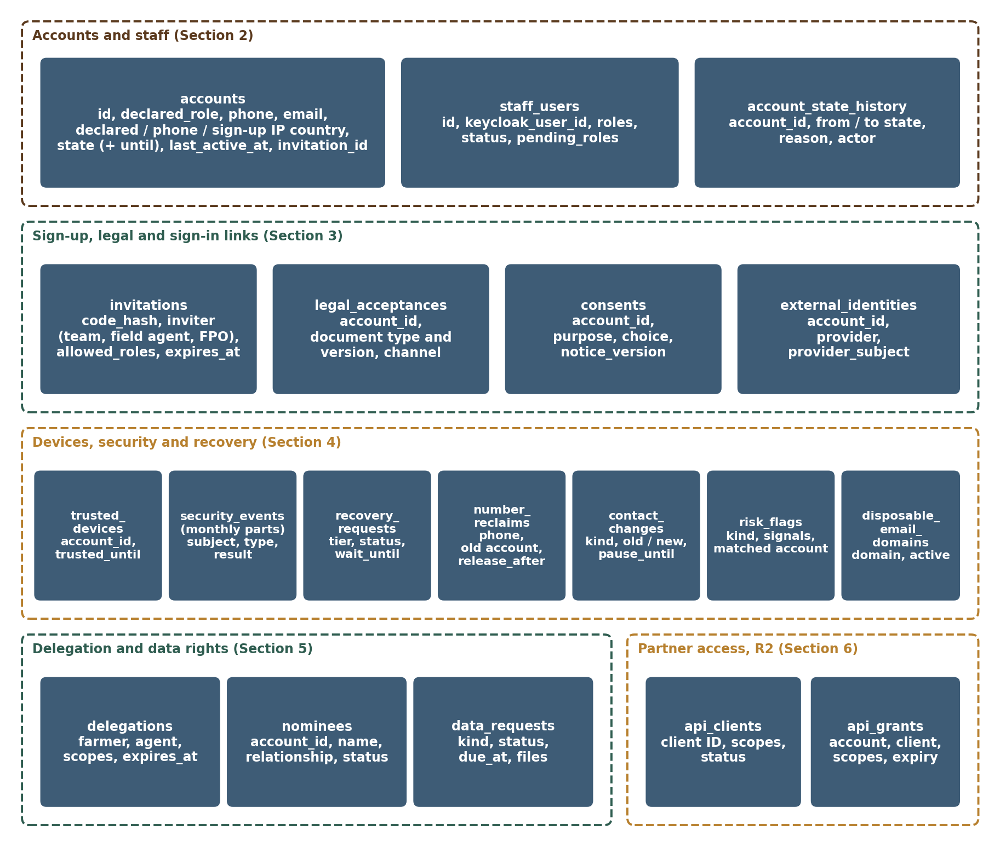 Accounts and staff (Section 2)
accounts
id, declared_role, phone, email,
declared / phone / sign-up IP country,
state (+ until), last_active_at, invitation_id
staff_users
id, keycloak_user_id, roles,
status, pending_roles
account_state_history
account_id, from / to state,
reason, actor
Sign-up, legal and sign-in links (Section 3)
invitations
code_hash, inviter
(team, field agent, FPO),
allowed_roles, expires_at
legal_acceptances
account_id,
document type and
version, channel
consents
account_id,
purpose, choice,
notice_version
external_identities
account_id,
provider,
provider_subject
Devices, security and recovery (Section 4)
trusted_
devices
account_id,
trusted_until
security_events
(monthly parts)
subject, type,
result
recovery_
requests
tier, status,
wait_until
number_
reclaims
phone,
old account,
release_after
contact_
changes
kind, old / new,
pause_until
risk_flags
kind, signals,
matched account
disposable_
email_
domains
domain, active
Delegation and data rights (Section 5)
delegations
farmer, agent,
scopes, expires_at
nominees
account_id, name,
relationship, status
data_requests
kind, status,
due_at, files
Partner access, R2 (Section 6)
api_clients
client ID, scopes,
status
api_grants
account, client,
scopes, expiry